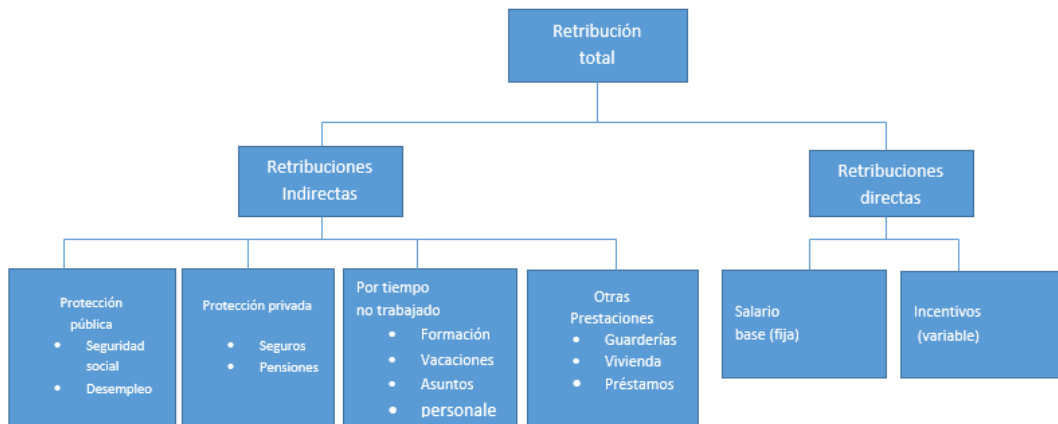 Retribución
total
Retribuciones
Indirectas
Retribuciones
directas
Protección
pública
• Seguridad
social
• Desempleo
Protección privada
• Seguros
• Pensiones
Por tiempo
no trabajado
• Formación
• Vacaciones
• Asuntos
• personale
Otras
Prestaciones
• Guarderías
• Vivienda
• Préstamos
Salario
base (fija)
Incentivos
(variable)